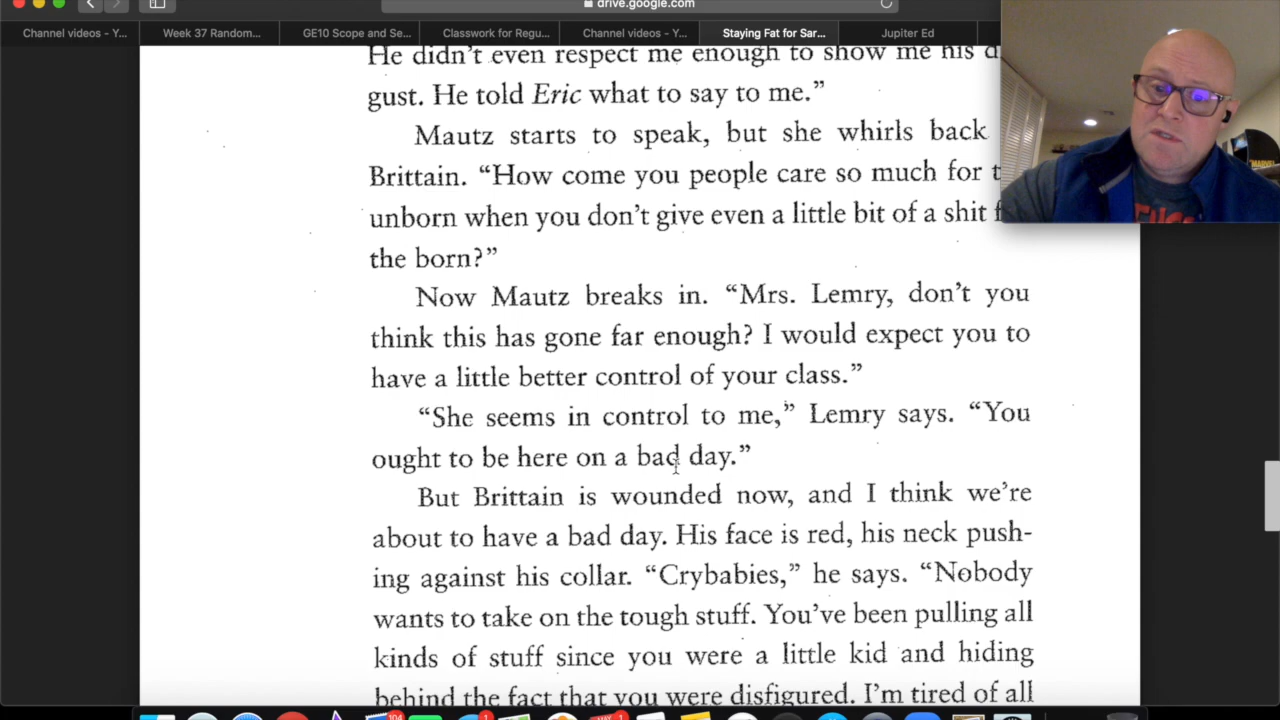 drive.google.com
Channel videos - Y...
Week 37 Random...
GE10 Scope and Se...
Classwork for Regu...
Channel videos - Y...
Staying Fat for Sar...
Jupiter Ed
He didn't even respect me enough to show me his d
gust. He told Eric what to say to me.”
Mautz starts to speak, but she whirls back
Brittain. “How come you people care so much for t
unborn when you don't give even a little bit of a shit f
the born?”
Now Mautz breaks in. “Mrs. Lemry, don't you
think this has gone far enough? I would expect you to
have a little better control of your class.”
“She seems in control to me,” Lemry says. “You
ought to be here on a bad day.”
But Brittain is wounded now, and I think we're
about to have a bad day. His face is red, his neck push-
ing against his collar. “Crybabies,” he says. “Nobody
wants to take on the tough stuff. You've been pulling all
kinds of stuff since you were a little kid and hiding
behind the fact that you were disfigured. I'm tired of all
MARVEL
104
1
MAY
1